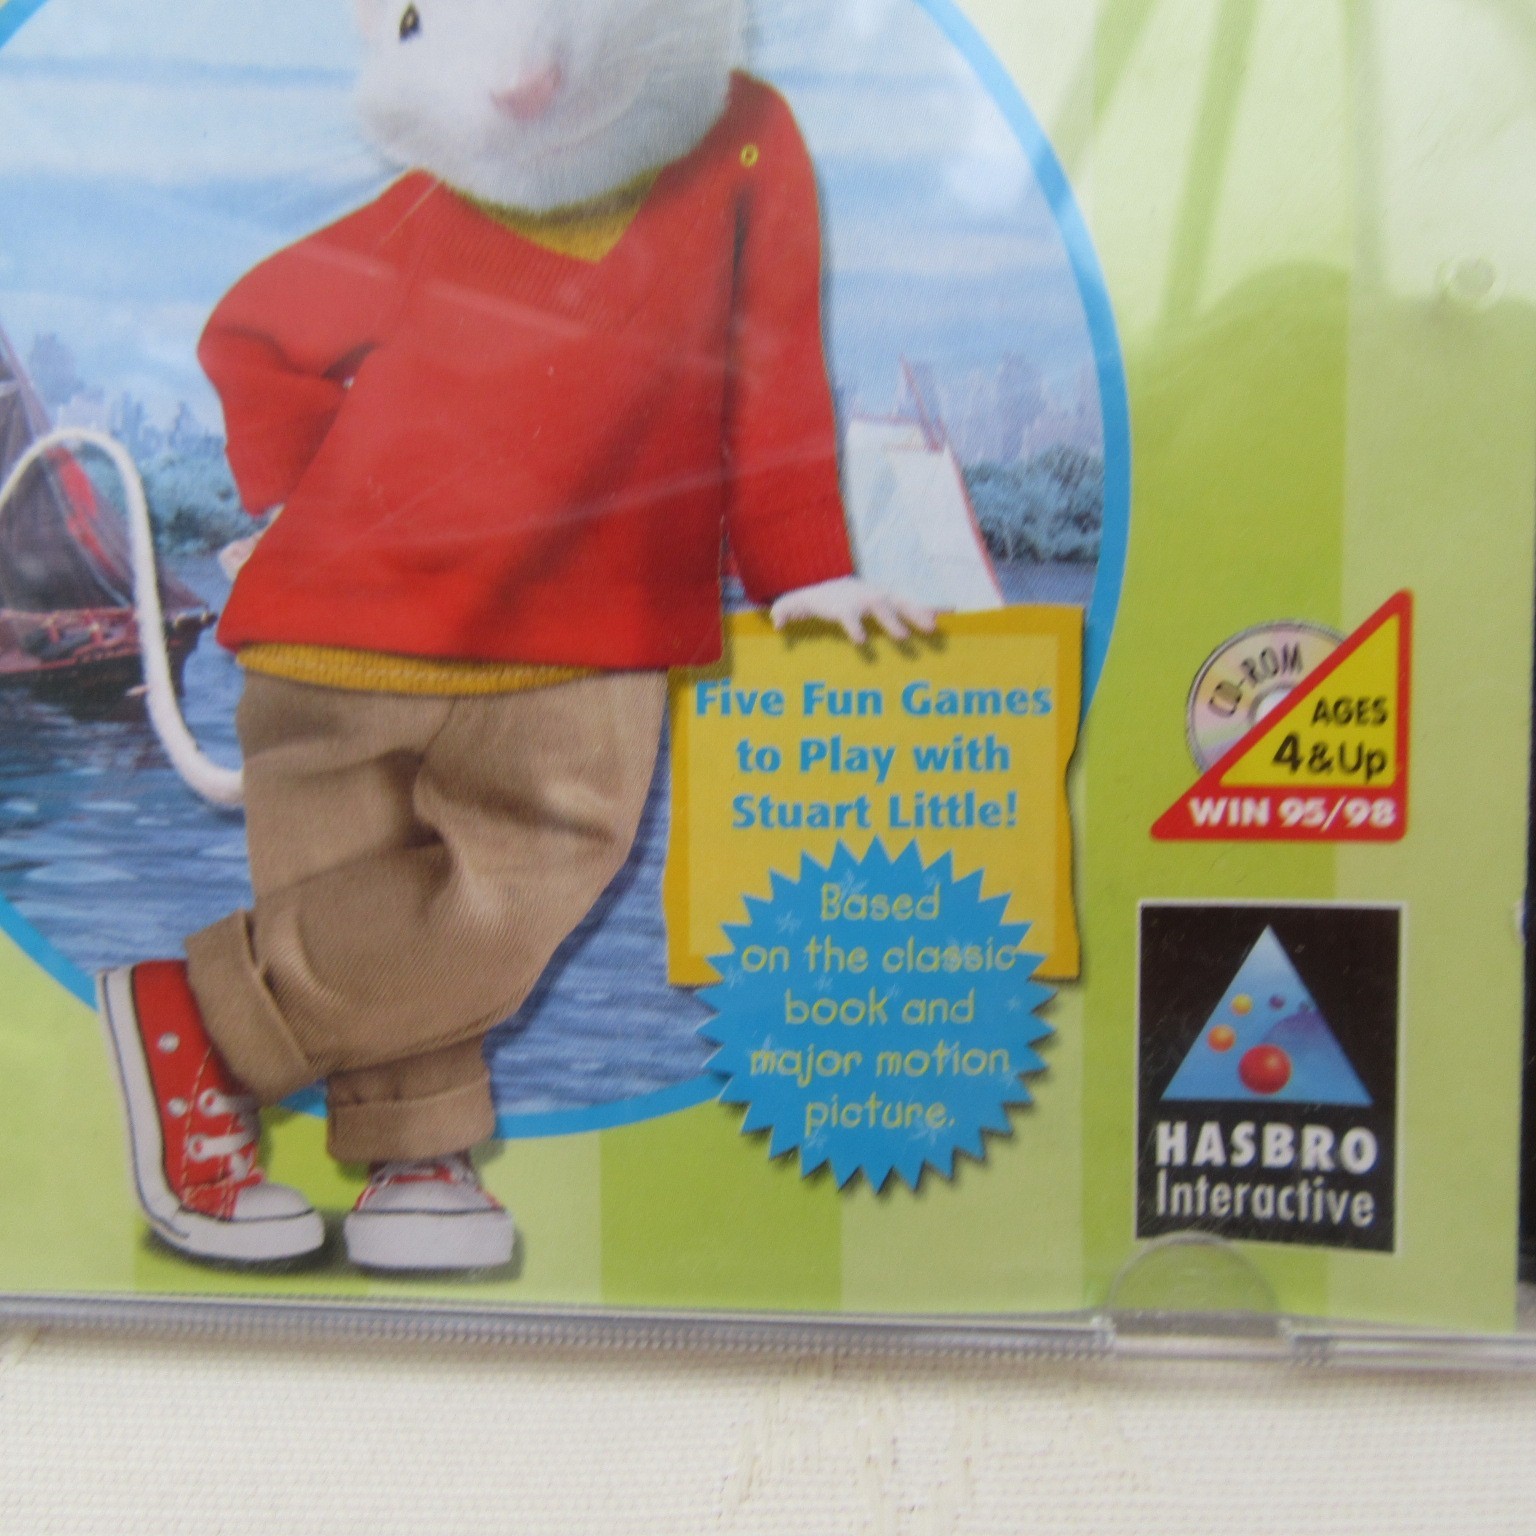 Five Fun Games
to Play with
Stuart Little!
Based
on the classic
book and
major motion
picture.
CD-ROM
AGES
4 & Up
WIN 95/98
HASBRO
Interactive